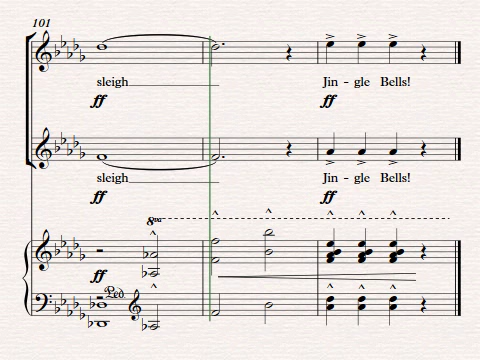 101
sleigh
ff
Jin - gle Bells!
ff
sleigh
ff
Jin - gle Bells!
ff
8va
ff
Ped.